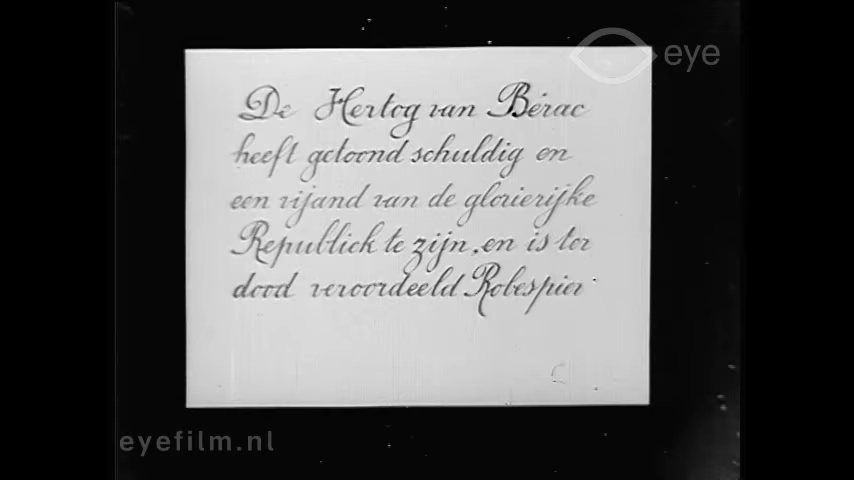 eye
De Hertog van Bérac
heeft getoond schuldig en
een vijand van de glorierijke
Republiek te zijn, en is ter
dood veroordeeld Robespier
eyefilm.nl